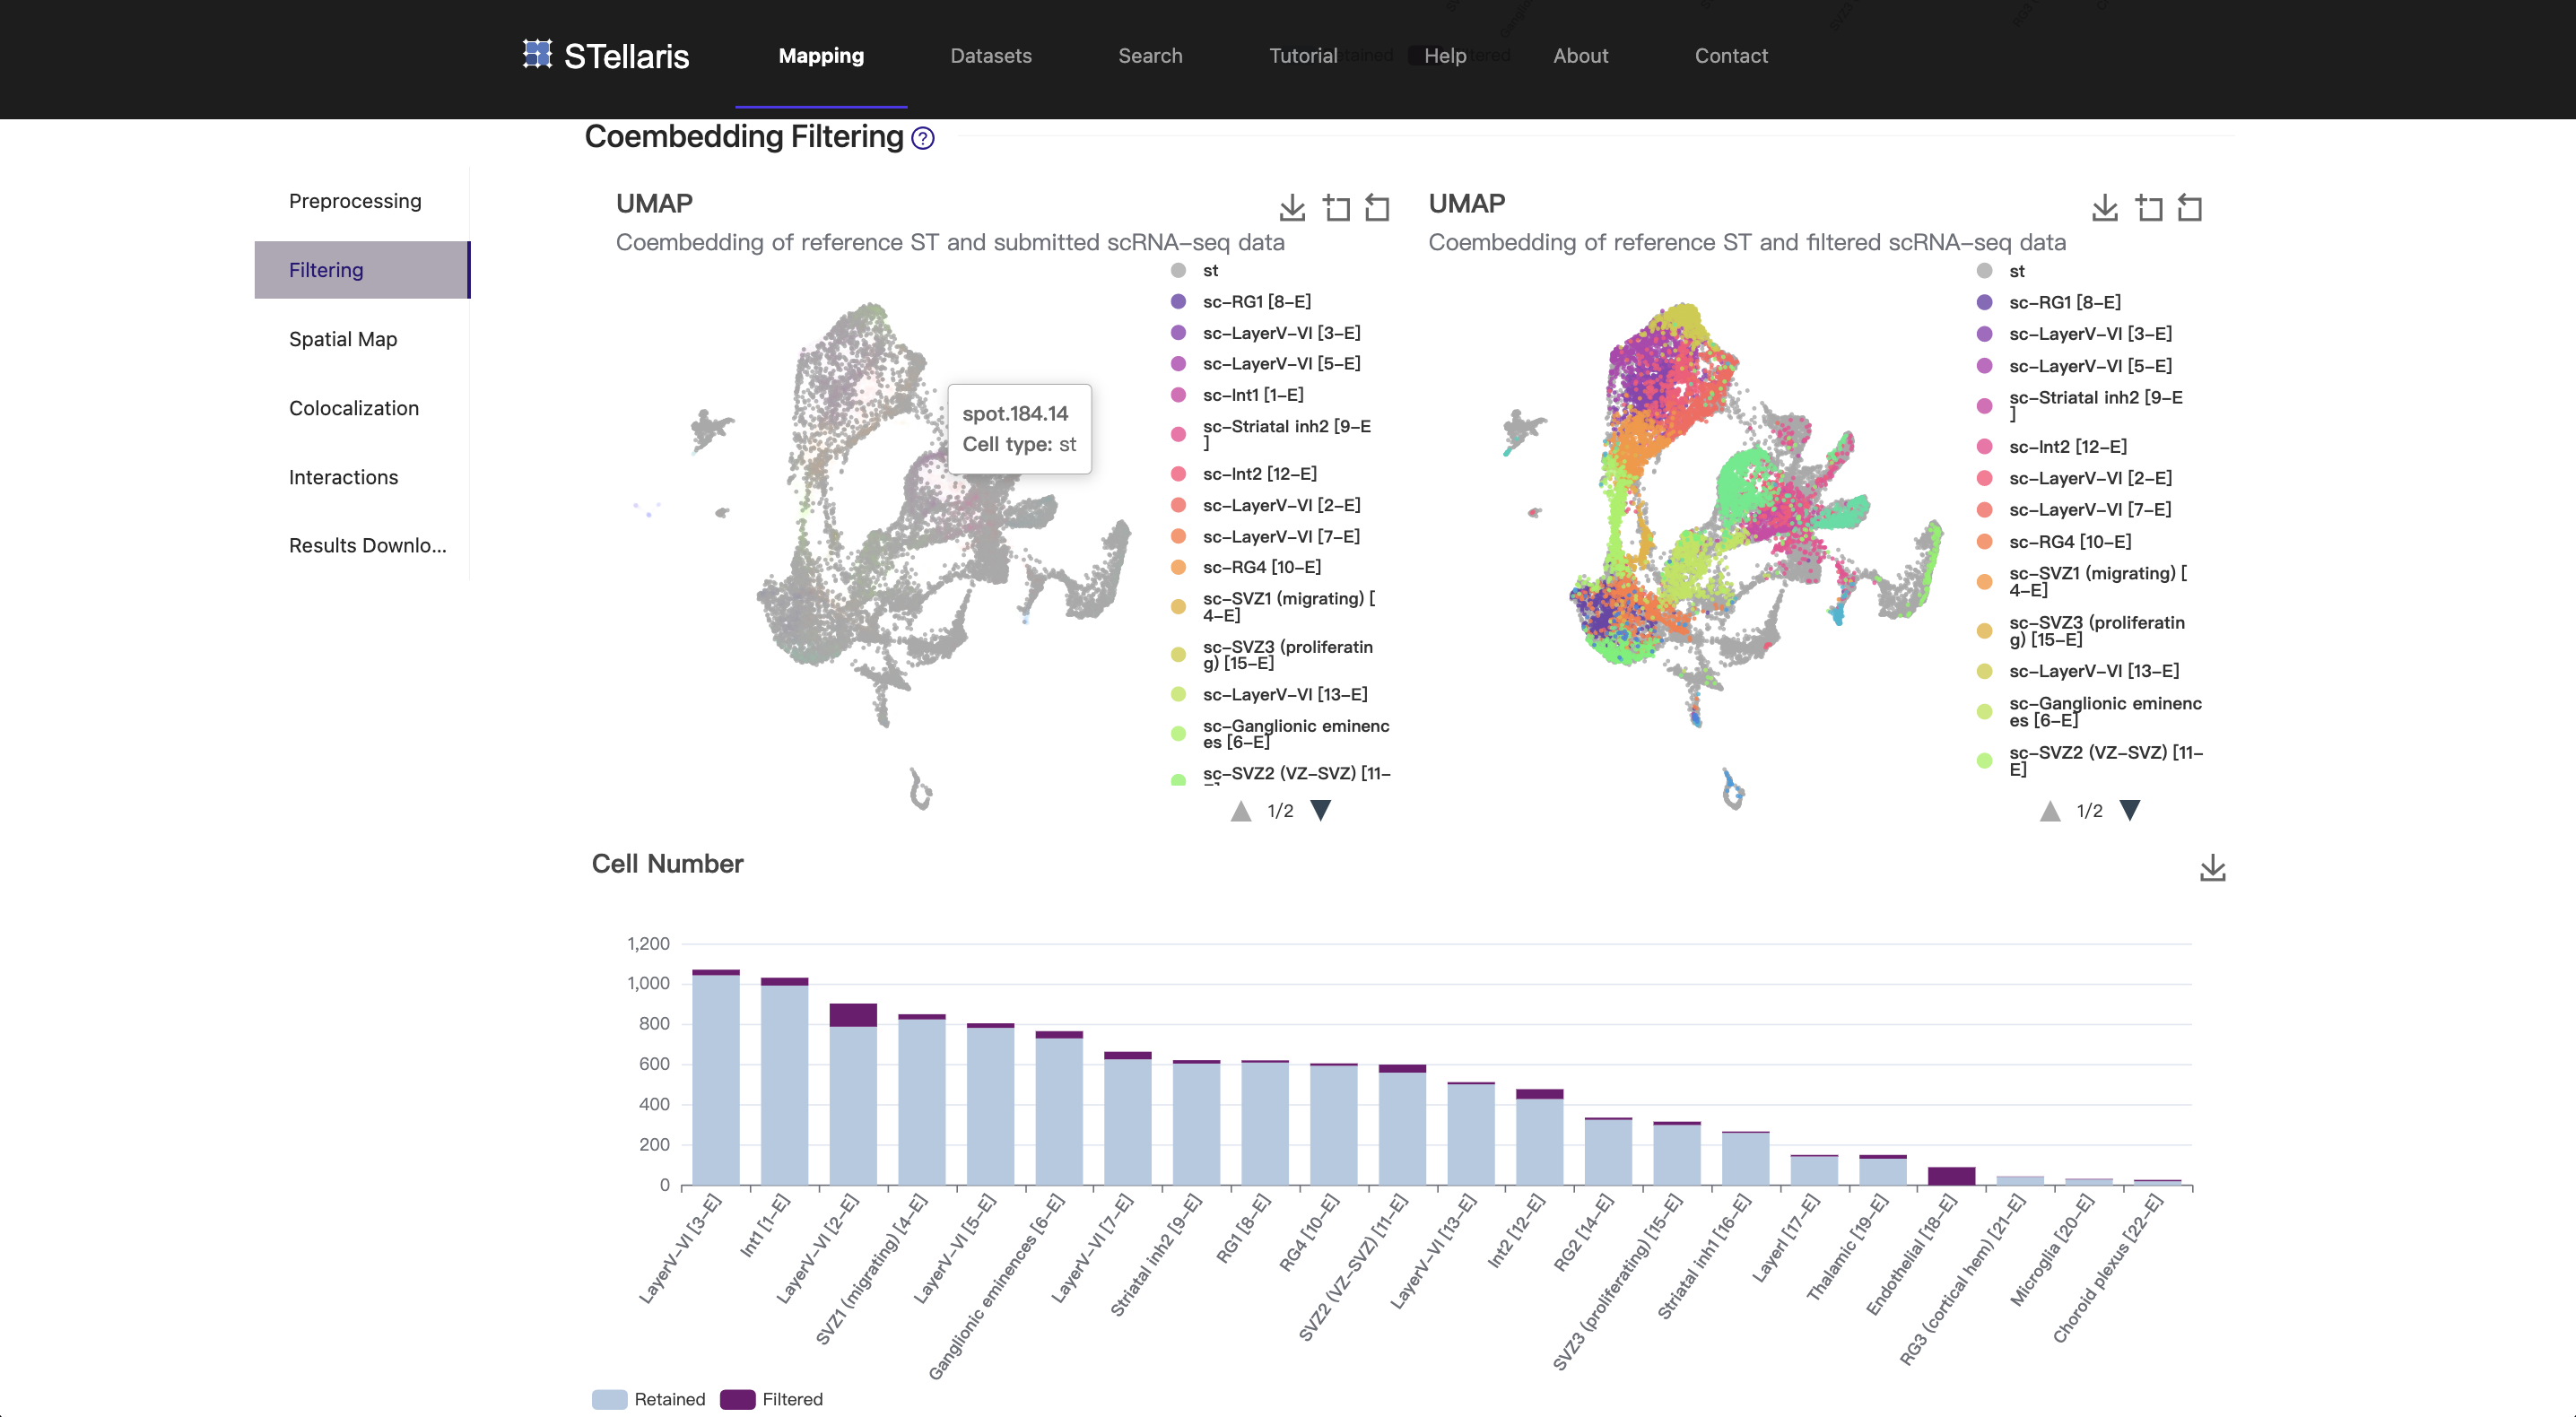 STellaris
Mapping
Datasets
Search
Tutorial
Help
About
Contact
Coembedding Filtering ?
Preprocessing
Filtering
Spatial Map
Colocalization
Interactions
Results Downlo...
UMAP
Coembedding of reference ST and submitted scRNA-seq data
spot.184.14
Cell type: st
st
sc-RG1 [8-E]
sc-LayerV-VI [3-E]
sc-LayerV-VI [5-E]
sc-Int1 [1-E]
sc-Striatal inh2 [9-E
]
sc-Int2 [12-E]
sc-LayerV-VI [2-E]
sc-LayerV-VI [7-E]
sc-RG4 [10-E]
sc-SVZ1 (migrating) [
4-E]
sc-SVZ3 (proliferatin
g) [15-E]
sc-LayerV-VI [13-E]
sc-Ganglionic eminenc
es [6-E]
sc-SVZ2 (VZ-SVZ) [11-
1/2
UMAP
Coembedding of reference ST and filtered scRNA-seq data
st
sc-RG1 [8-E]
sc-LayerV-VI [3-E]
sc-LayerV-VI [5-E]
sc-Striatal inh2 [9-E
]
sc-Int2 [12-E]
sc-LayerV-VI [2-E]
sc-LayerV-VI [7-E]
sc-RG4 [10-E]
sc-SVZ1 (migrating) [
4-E]
sc-SVZ3 (proliferatin
g) [15-E]
sc-LayerV-VI [13-E]
sc-Ganglionic eminenc
es [6-E]
sc-SVZ2 (VZ-SVZ) [11-
E]
1/2
Cell Number
1,200
1,000
800
600
400
200
0
LayerV-VI [3-E]
Int1 [1-E]
LayerV-VI [2-E]
SVZ1 (migrating) [4-E]
LayerV-VI [5-E]
Ganglionic eminences [6-E]
LayerV-VI [7-E]
Striatal inh2 [9-E]
RG1 [8-E]
RG4 [10-E]
SVZ2 (VZ-SVZ) [11-E]
LayerV-VI [13-E]
Int2 [12-E]
RG2 [14-E]
SVZ3 (proliferating) [15-E]
Striatal inh1 [16-E]
LayerI [17-E]
Thalamic [19-E]
Endothelial [18-E]
RG3 (cortical hem) [21-E]
Microglia [20-E]
Choroid plexus [22-E]
Retained
Filtered